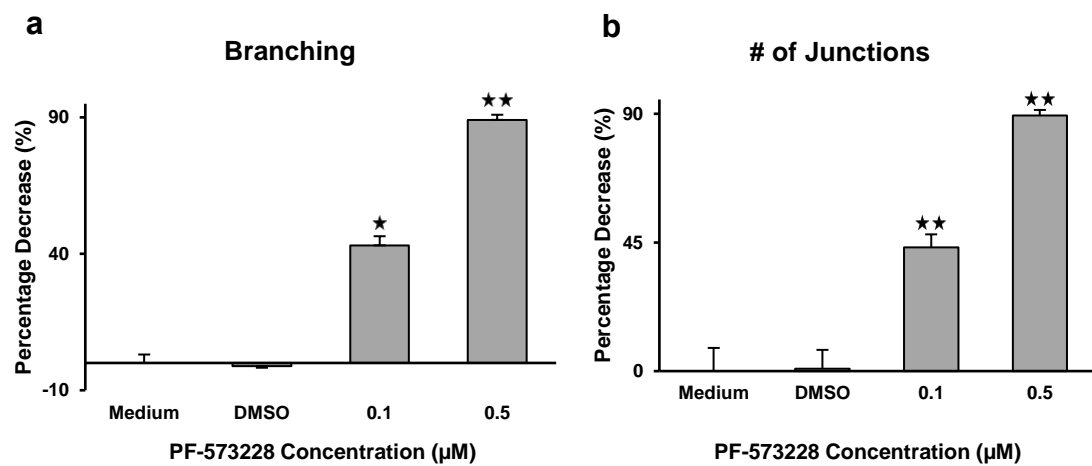 a
Branching
Percentage Decrease (%)
90
40
-10
★
★★
Medium DMSO 0.1 0.5
PF-573228 Concentration (µM)
b
# of Junctions
Percentage Decrease (%)
90
45
0
★★
★★
Medium DMSO 0.1 0.5
PF-573228 Concentration (µM)